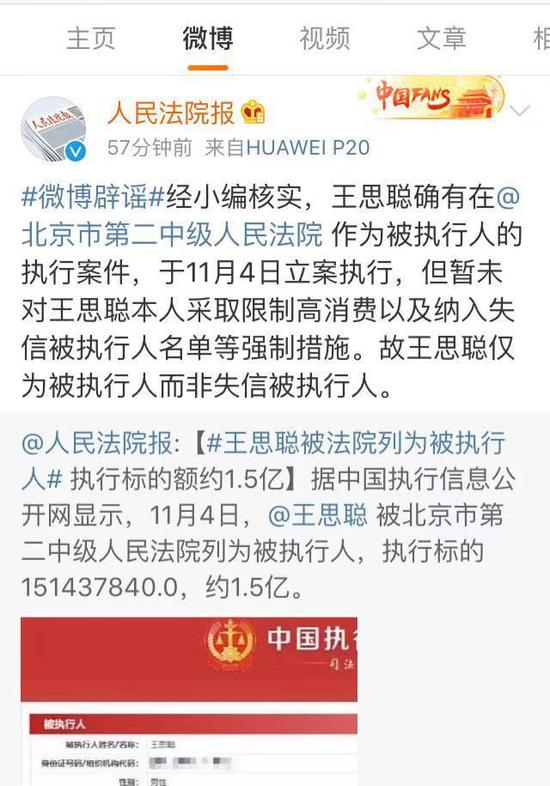 主页 微博 视频 文章 相
人民法院报
中国FANS
57分钟前 来自HUAWEI P20
#微博辟谣#经小编核实，王思聪确有在@
北京市第二中级人民法院 作为被执行人的
执行案件，于11月4日立案执行，但暂未
对王思聪本人采取限制高消费以及纳入失
信被执行人名单等强制措施。故王思聪仅
为被执行人而非失信被执行人。
@人民法院报:【#王思聪被法院列为被执行
人# 执行标的额约1.5亿】据中国执行信息公
开网显示，11月4日，@王思聪 被北京市第
二中级人民法院列为被执行人，执行标的
151437840.0，约1.5亿。
中国执行
司法
被执行人
被执行人姓名/名称： 王思聪
身份证号码/组织机构代码：
性别： 男性